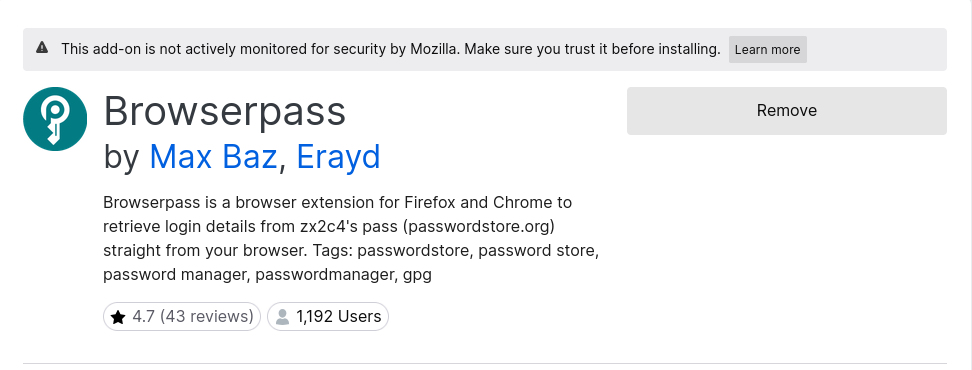 This add-on is not actively monitored for security by Mozilla. Make sure you trust it before installing. Learn more
Browserpass
by Max Baz, Erayd
Remove
Browserpass is a browser extension for Firefox and Chrome to
retrieve login details from zx2c4's pass (passwordstore.org)
straight from your browser. Tags: passwordstore, password store,
password manager, passwordmanager, gpg
4.7 (43 reviews) 1,192 Users